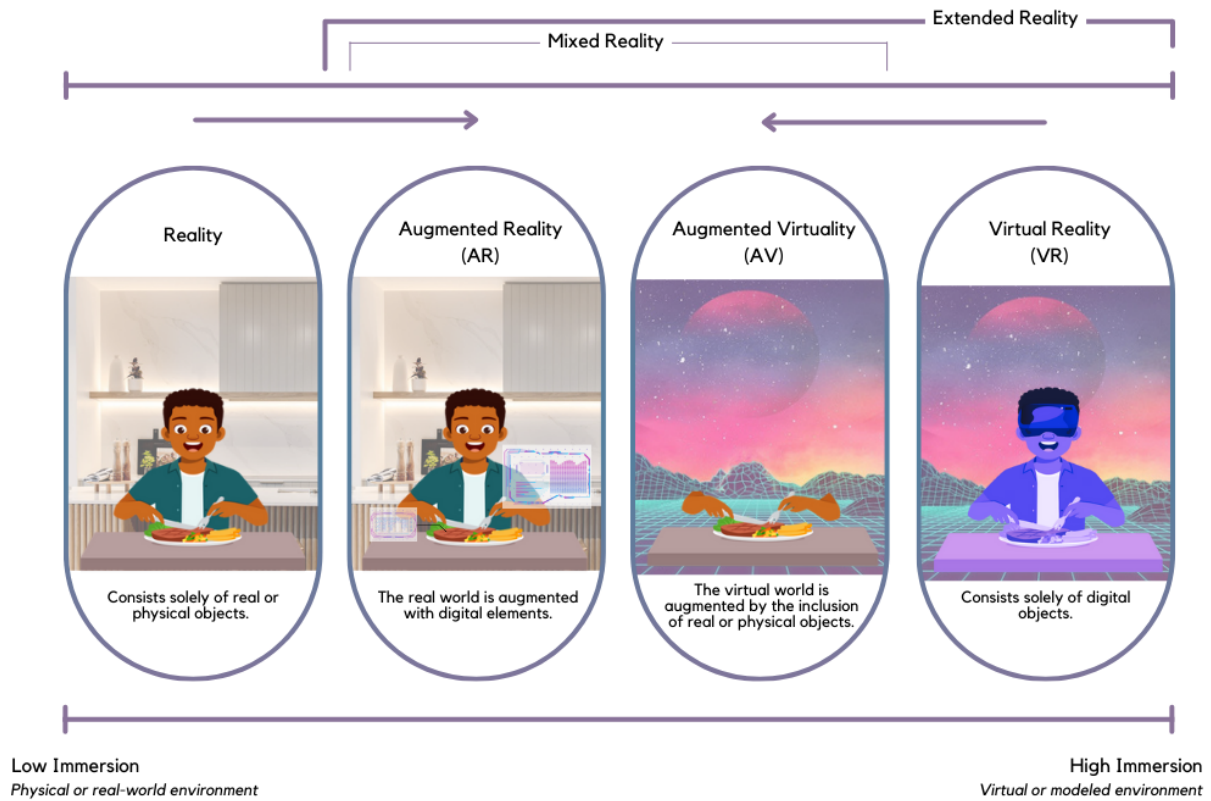 Extended Reality
Mixed Reality
Reality
Augmented Reality
(AR)
Augmented Virtuality
(AV)
Virtual Reality
(VR)
Consists solely of real or
physical objects.
The real world is augmented
with digital elements.
The virtual world is
augmented by the inclusion
of real or physical objects.
Consists solely of digital
objects.
Low Immersion
Physical or real-world environment
High Immersion
Virtual or modeled environment